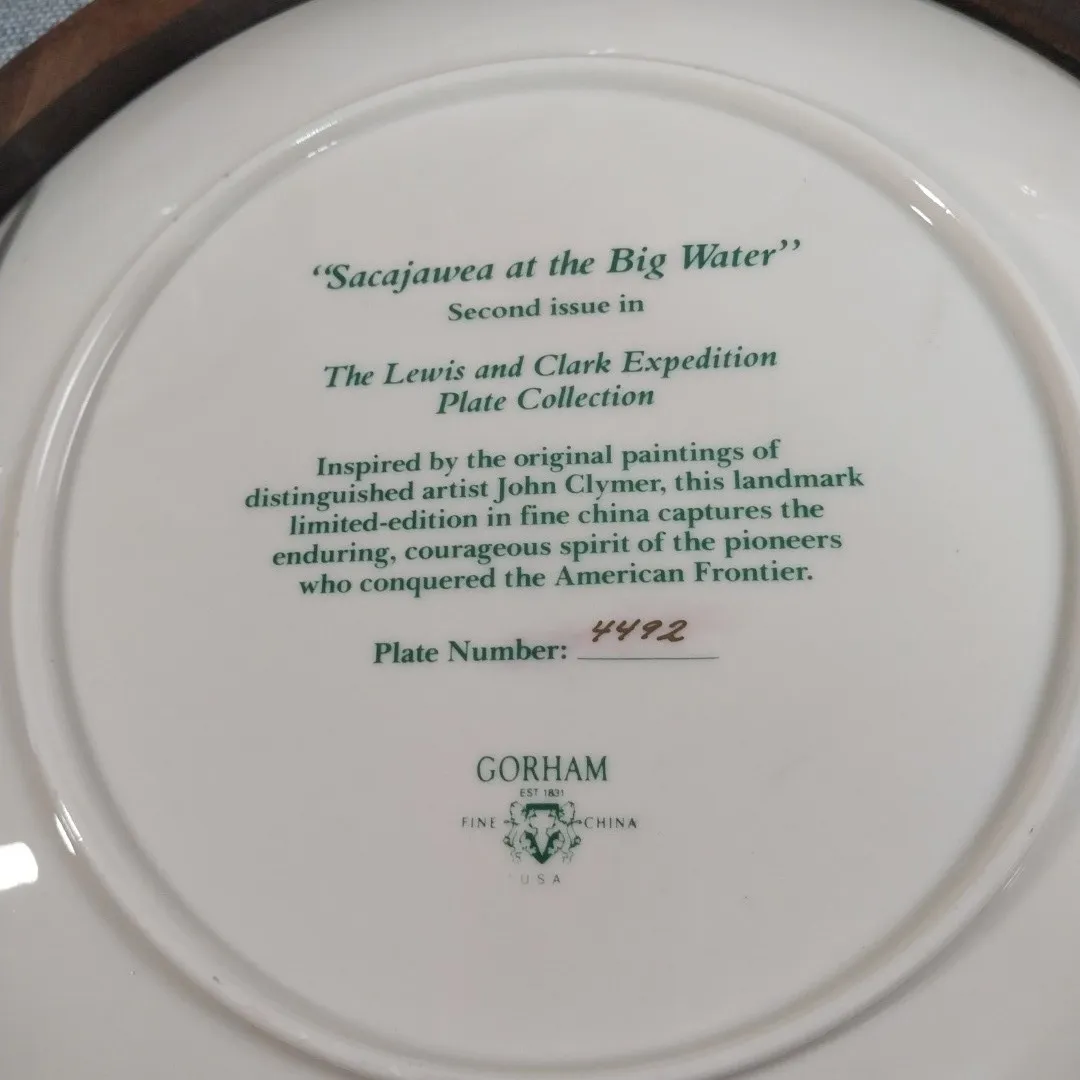 “Sacajawea at the Big Water”
Second issue in
The Lewis and Clark Expedition
Plate Collection
Inspired by the original paintings of
distinguished artist John Clymer, this landmark
limited-edition in fine china captures the
enduring, courageous spirit of the pioneers
who conquered the American Frontier.
Plate Number: 4492
GORHAM
EST 1831
FINE CHINA
USA